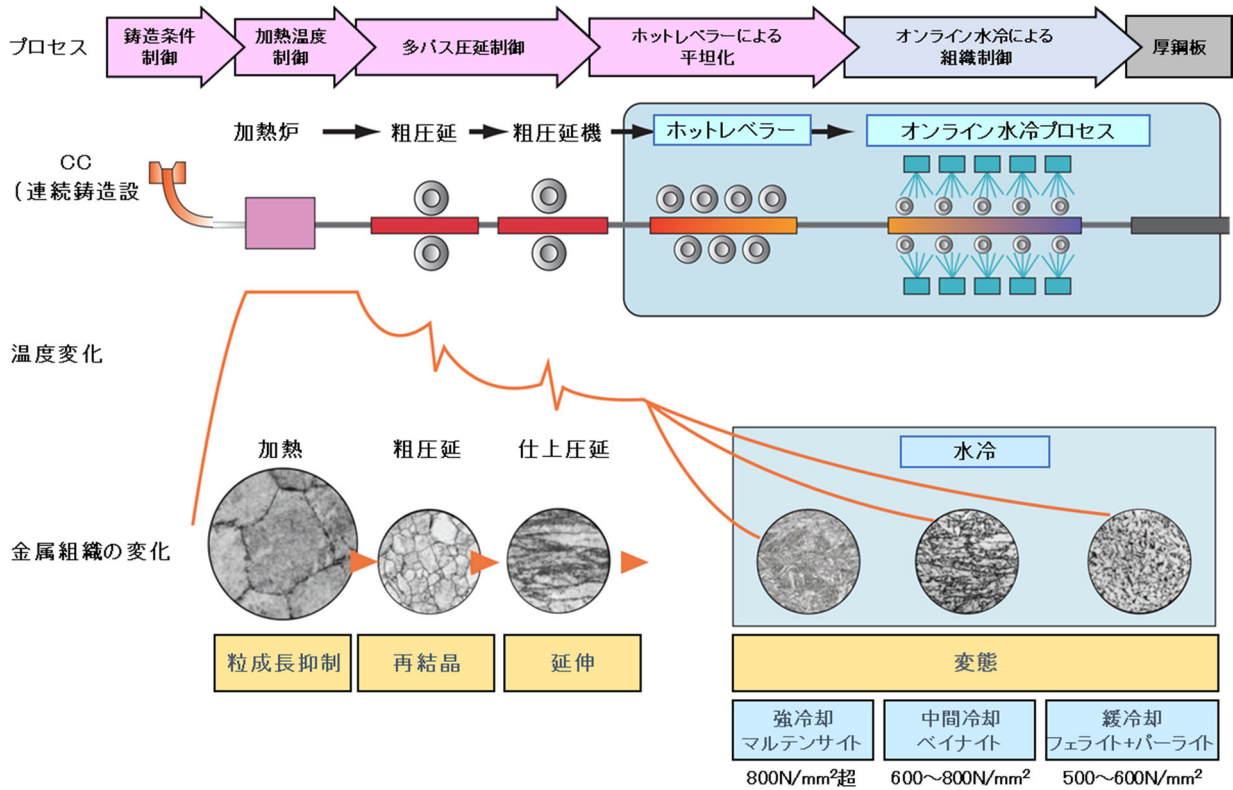 プロセス
鋳造条件
制御
加熱温度
制御
多パス圧延制御
ホットレベラーによる
平坦化
オンライン水冷による
組織制御
厚鋼板
加熱炉
粗圧延
粗圧延機
ホットレベラー
オンライン水冷プロセス
CC
(連続鋳造設
温度変化
加熱
粗圧延
仕上圧延
水冷
金属組織の変化
粒成長抑制
再結晶
延伸
変態
強冷却
マルテンサイト
中間冷却
ベイナイト
緩冷却
フェライト+パーライト
800N/mm²超
600～800N/mm²
500～600N/mm²